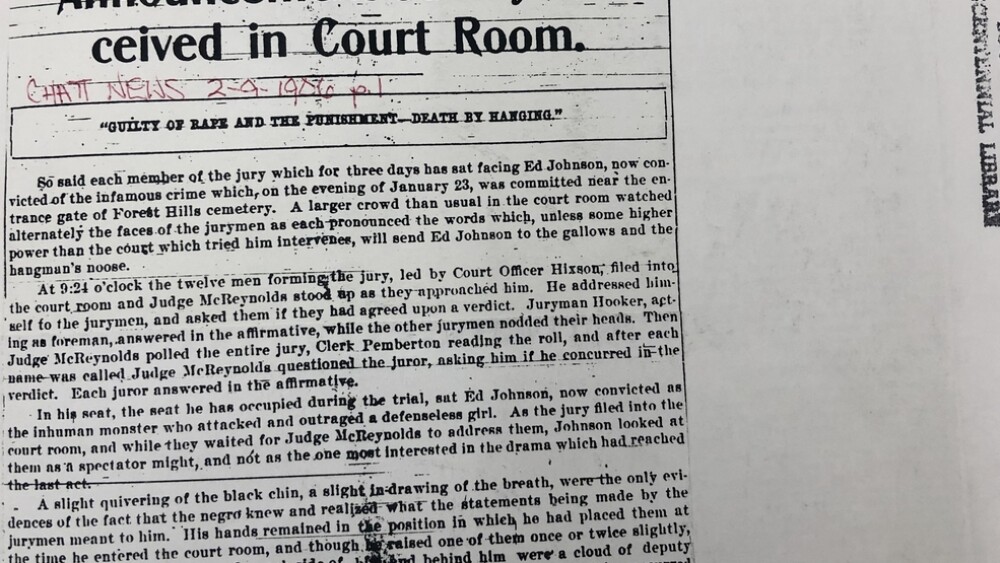 ceived in Court Room.
CHATT NEWS 2-9-1906 p.1
"GUILTY OF RAPE AND THE PUNISHMENT—DEATH BY HANGING."
So said each member of the jury which for three days has sat facing Ed Johnson, now con-
victed of the infamous crime which, on the evening of January 23, was committed near the en-
trance gate of Forest Hills cemetery. A larger crowd than usual in the court room watched
alternately the faces of the jurymen as each pronounced the words which, unless some higher
power than the court which tried him intervenes, will send Ed Johnson to the gallows and the
hangman's noose.
At 9:24 o'clock the twelve men forming the jury, led by Court Officer Hixson, filed into
the court room and Judge McReynolds stood up as they approached him. He addressed him-
self to the jurymen, and asked them if they had agreed upon a verdict. Juryman Hooker, act-
ing as foreman, answered in the affirmative, while the other jurymen nodded their heads. Then
Judge McReynolds polled the entire jury, Clerk Pemberton reading the roll, and after each
name was called Judge McReynolds questioned the juror, asking him if he concurred in the
verdict. Each juror answered in the affirmative.
In his seat, the seat he has occupied during the trial, sat Ed Johnson, now convicted as
the inhuman monster who attacked and outraged a defenseless girl. As the jury filed into the
court room, and while they waited for Judge McReynolds to address them, Johnson looked at
them as a spectator might, and not as the one most interested in the drama which had reached
the last act.
A slight quivering of the black chin, a slight in-drawing of the breath, were the only evi-
dences of the fact that the negro knew and realized what the statements being made by the
jurymen meant to him. His hands remained in the position in which he had placed them at
the time he entered the court room, and though he raised one of them once or twice slightly,
behind him were a cloud of deputy
CENTENNIAL LIBRARY